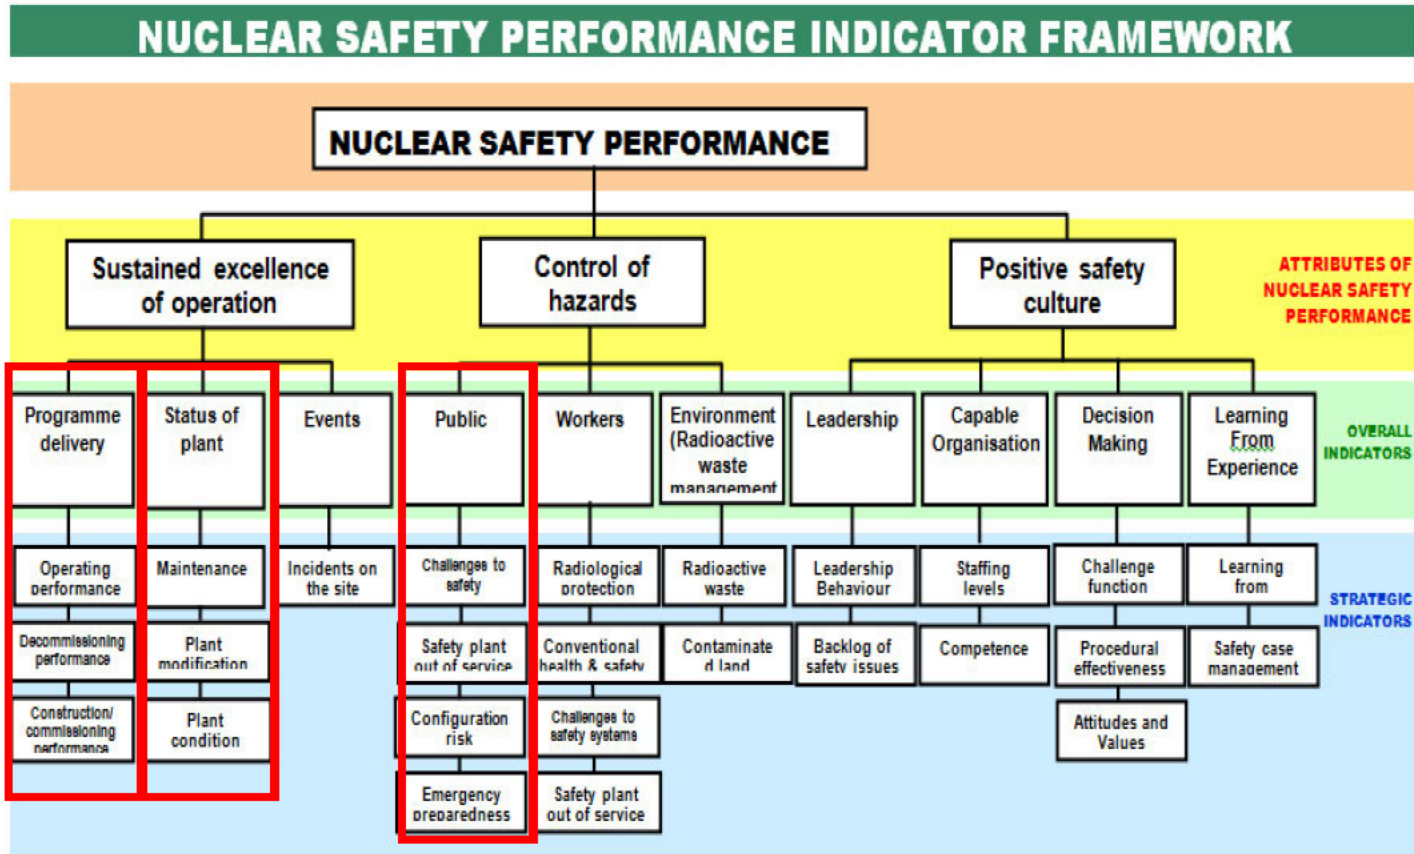 NUCLEAR SAFETY PERFORMANCE INDICATOR FRAMEWORK
NUCLEAR SAFETY PERFORMANCE
Sustained excellence
of operation
Control of
hazards
Positive safety
culture
ATTRIBUTES OF
NUCLEAR SAFETY
PERFORMANCE
Programme
delivery
Status of
plant
Events
Public
Workers
Environment
(Radioactive
waste
management
Leadership
Capable
Organisation
Decision
Making
Learning
From
Experience
OVERALL
INDICATORS
Operating
performance
Maintenance
Incidents on
the site
Challenges to
safety
Radiological
protection
Radioactive
waste
Leadership
Behaviour
Staffing
levels
Challenge
function
Learning
from
STRATEGIC
INDICATORS
Decommissioning
performance
Plant
modification
Safety plant
out of service
Conventional
health & safety
Contaminate
d land
Backlog of
safety issues
Competence
Procedural
effectiveness
Safety case
management
Construction/
commissioning
performance
Plant
condition
Configuration
risk
Challenges to
safety systems
Attitudes and
Values
Emergency
preparedness
Safety plant
out of service